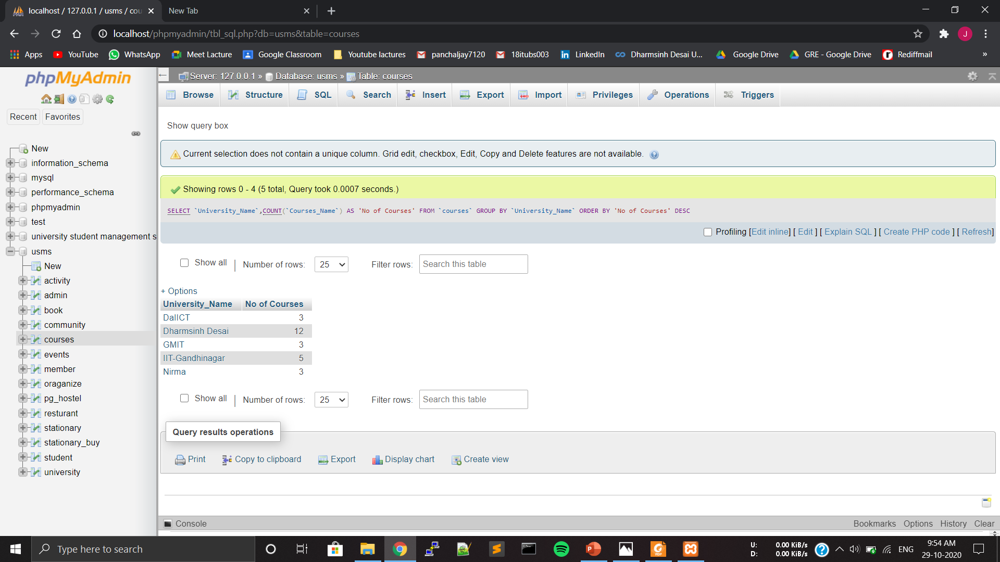 localhost / 127.0.0.1 / usms / cou
New Tab
localhost/phpmyadmin/tbl_sql.php?db=usms&table=courses
J
Apps YouTube WhatsApp Meet Lacture Google Classroom Youtube lactures panchaljay7120 18itubs003 LinkedIn Dharmsinh Desai U... Google Drive GRE - Google Drive Rediffmail »
phpMyAdmin
Recent Favorites
New
information_schema
mysql
performance_schema
phpmyadmin
test
university student management s
usms
New
activity
admin
book
community
courses
events
member
oraganize
pg_hostel
resturant
stationary
stationary_buy
student
university
Server: 127.0.0.1 » Database: usms » Table: courses
Browse Structure SQL Search Insert Export Import Privileges Operations Triggers
Show query box
Current selection does not contain a unique column. Grid edit, checkbox, Edit, Copy and Delete features are not available.
Showing rows 0 - 4 (5 total, Query took 0.0007 seconds.)
SELECT `University_Name`,COUNT(`Courses_Name`) AS 'No of Courses' FROM `courses` GROUP BY `University_Name` ORDER BY 'No of Courses' DESC
Profiling [Edit inline] [ Edit ] [ Explain SQL ] [ Create PHP code ] [ Refresh]
Show all | Number of rows: 25 Filter rows: Search this table
+ Options
University_Name No of Courses
DaIICT 3
Dharmsinh Desai 12
GMIT 3
IIT-Gandhinagar 5
Nirma 3
Show all | Number of rows: 25 Filter rows: Search this table
Query results operations
Print Copy to clipboard Export Display chart Create view
Console Bookmarks Options History Clear
Type here to search
U: 0.00 KiB/s
D: 0.00 KiB/s
ENG
9:54 AM
29-10-2020